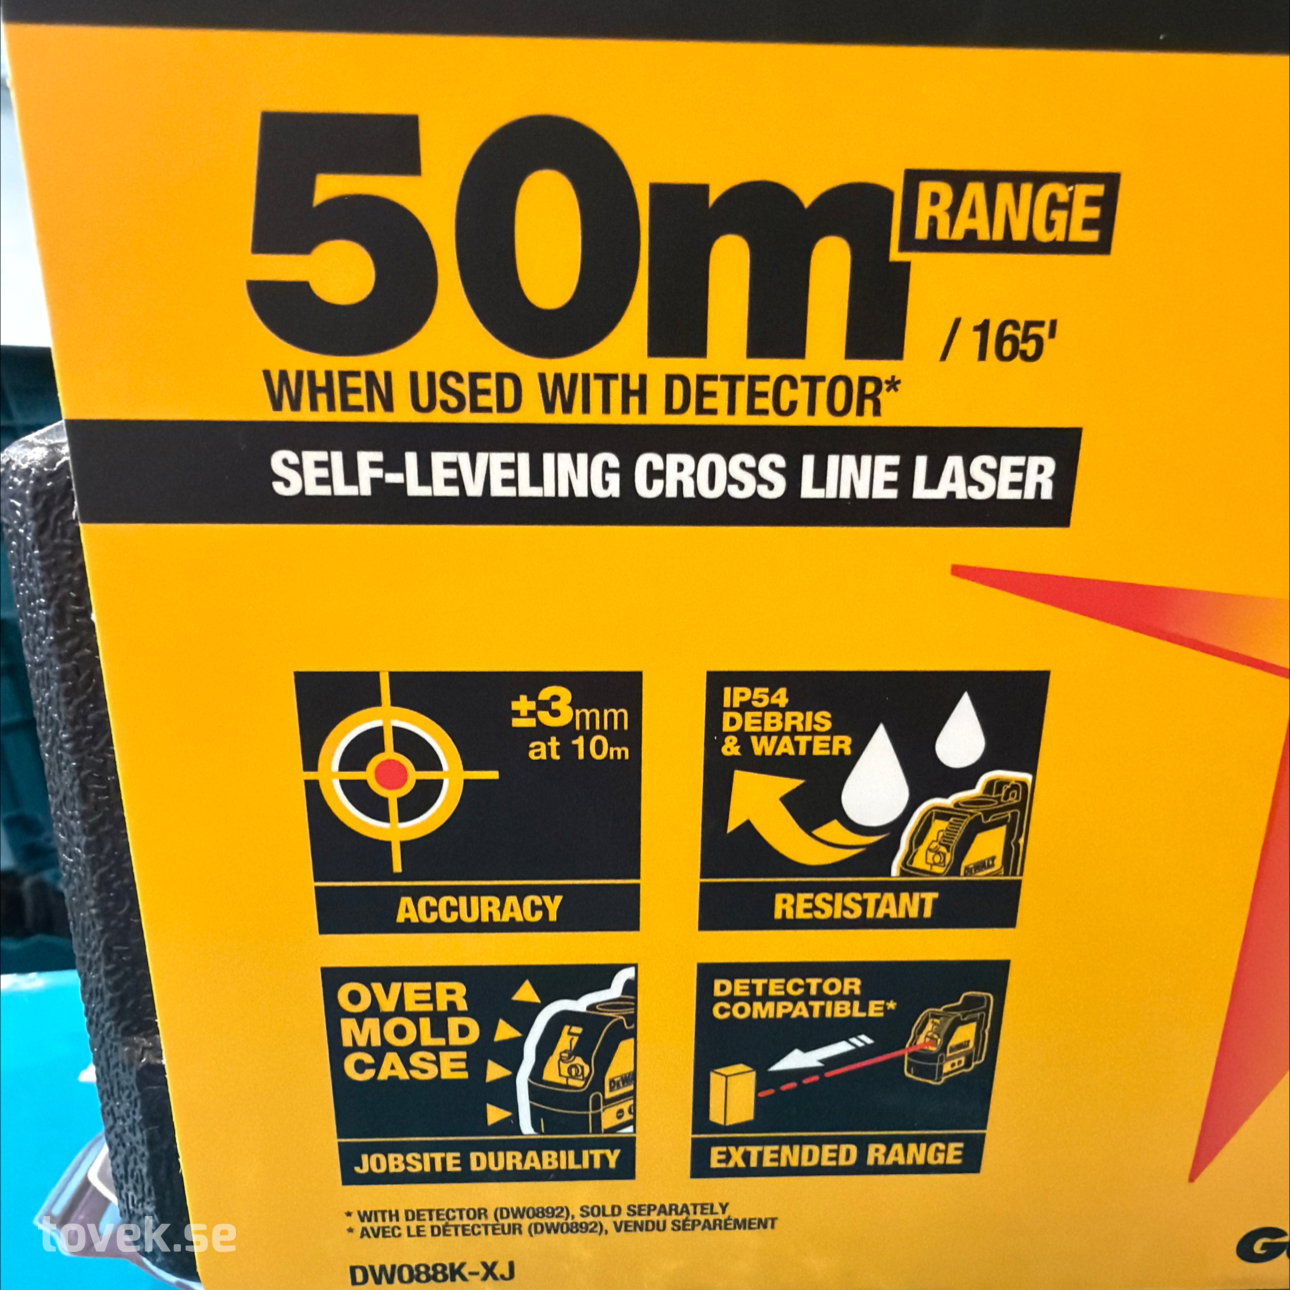 50m RANGE
/ 165'
WHEN USED WITH DETECTOR*
SELF-LEVELING CROSS LINE LASER
±3mm
at 10m
ACCURACY
IP54
DEBRIS
& WATER
DEWALT
RESISTANT
OVER
MOLD
CASE
JOBSITE DURABILITY
DETECTOR
COMPATIBLE*
DEWALT
EXTENDED RANGE
* WITH DETECTOR (DW0892), SOLD SEPARATELY
* AVEC LE DÉTECTEUR (DW0892), VENDU SÉPARÉMENT
DW088K-XJ
tovek.se